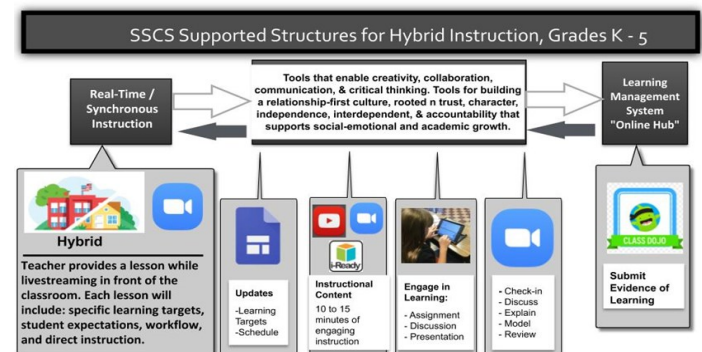 SSCS Supported Structures for Hybrid Instruction, Grades K - 5
Real-Time /
Synchronous
Instruction
Tools that enable creativity, collaboration,
communication, & critical thinking. Tools for building
a relationship-first culture, rooted n trust, character,
independence, interdependent, & accountability that
supports social-emotional and academic growth.
Learning
Management
System
"Online Hub"
Hybrid
Teacher provides a lesson while
livestreaming in front of the
classroom. Each lesson will
include: specific learning targets,
student expectations, workflow,
and direct instruction.
Updates
-Learning
Targets
-Schedule
i-Ready
Instructional
Content
10 to 15
minutes of
engaging
instruction
Engage in
Learning:
- Assignment
- Discussion
- Presentation
- Check-in
- Discuss
- Explain
- Model
- Review
CLASS DOJO
Submit
Evidence of
Learning